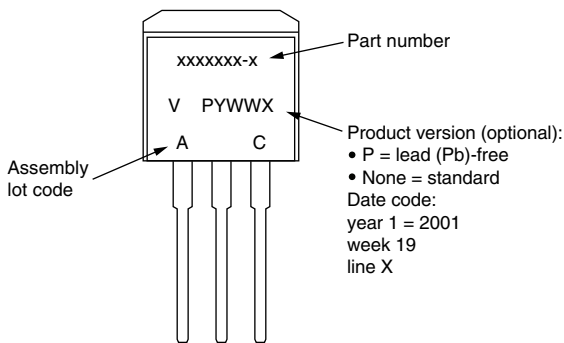 Part number
xxxxxxx-x
V PYWWX
A C
Assembly
lot code
Product version (optional):
• P = lead (Pb)-free
• None = standard
Date code:
year 1 = 2001
week 19
line X